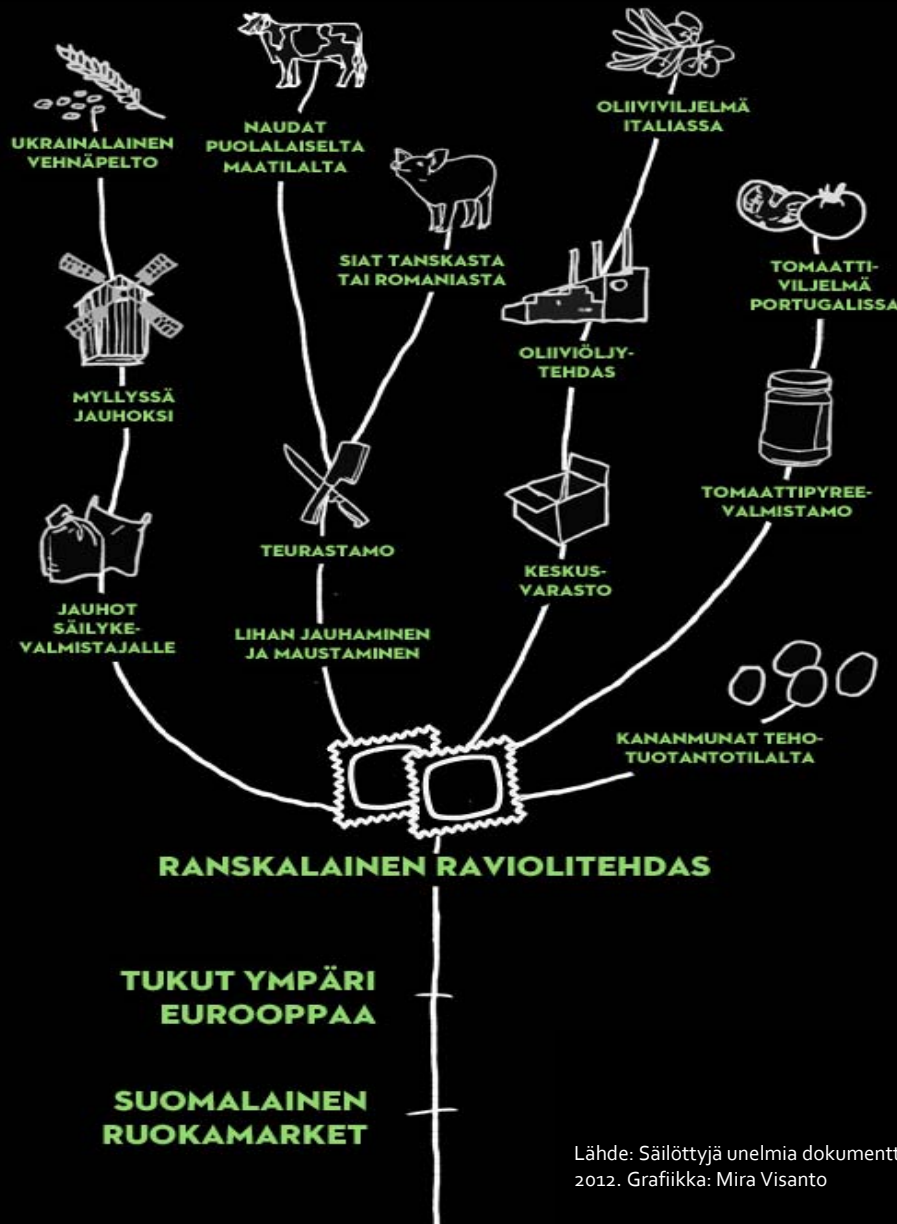 UKRAINALAINEN
VEHNÄPELTO
MYLLYSSÄ
JAUHOKSI
JAUHOT
SÄILYKE-
VALMISTAJALLE
NAUDAT
PUOLALAISELTA
MAATILALTA
SIAT TANSKASTA
TAI ROMANIASTA
TEURASTAMO
LIHAN JAUHAMINEN
JA MAUSTAMINEN
OLIIVIVILJELMÄ
ITALIASSA
OLIIVIÖLJY-
TEHDAS
KESKUS-
VARASTO
TOMAATTI-
VILJELMÄ
PORTUGALISSA
TOMAATTIPYREE-
VALMISTAMO
KANANMUNAT TEHO-
TUOTANTOTILALTA
RANSKALAINEN RAVIOLITEHDAS
TUKUT YMPÄRI
EUROOPPAA
SUOMALAINEN
RUOKAMARKET
Lähde: Säilöttyjä unelmia dokumentt
2012. Grafiikka: Mira Visanto